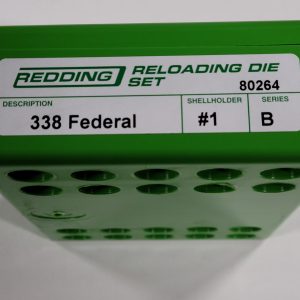 REDDING RELOADING DIE
SET 80264
DESCRIPTION SHELLHOLDER SERIES
338 Federal #1 B